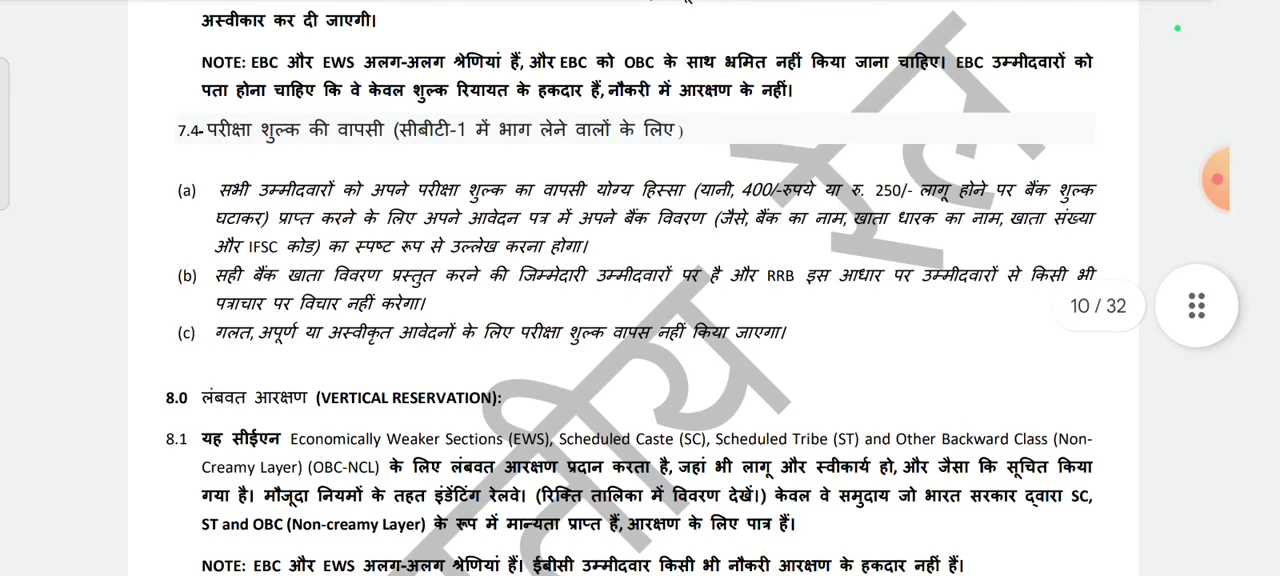 अस्वीकार कर दी जाएगी।
NOTE: EBC और EWS अलग-अलग श्रेणियां हैं, और EBC को OBC के साथ भ्रमित नहीं किया जाना चाहिए। EBC उम्मीदवारों को
पता होना चाहिए कि वे केवल शुल्क रियायत के हकदार हैं, नौकरी में आरक्षण के नहीं।
7.4- परीक्षा शुल्क की वापसी (सीबीटी-1 में भाग लेने वालों के लिए )
(a) सभी उम्मीदवारों को अपने परीक्षा शुल्क का वापसी योग्य हिस्सा (यानी, 400/-रुपये या रु. 250/- लागू होने पर बैंक शुल्क
घटाकर) प्राप्त करने के लिए अपने आवेदन पत्र में अपने बैंक विवरण (जैसे, बैंक का नाम, खाता धारक का नाम, खाता संख्या
और IFSC कोड) का स्पष्ट रूप से उल्लेख करना होगा।
(b) सही बैंक खाता विवरण प्रस्तुत करने की जिम्मेदारी उम्मीदवारों पर है और RRB इस आधार पर उम्मीदवारों से किसी भी
पत्राचार पर विचार नहीं करेगा।
10 / 32
(c) गलत, अपूर्ण या अस्वीकृत आवेदनों के लिए परीक्षा शुल्क वापस नहीं किया जाएगा।
8.0 लंबवत आरक्षण (VERTICAL RESERVATION):
8.1 यह सीईएन Economically Weaker Sections (EWS), Scheduled Caste (SC), Scheduled Tribe (ST) and Other Backward Class (Non-
Creamy Layer) (OBC-NCL) के लिए लंबवत आरक्षण प्रदान करता है, जहां भी लागू और स्वीकार्य हो, और जैसा कि सूचित किया
गया है। मौजूदा नियमों के तहत इंडेंटिंग रेलवे। (रिक्ति तालिका में विवरण देखें।) केवल वे समुदाय जो भारत सरकार द्वारा SC,
ST and OBC (Non-creamy Layer) के रूप में मान्यता प्राप्त हैं, आरक्षण के लिए पात्र हैं।
NOTE: EBC और EWS अलग-अलग श्रेणियां हैं। ईबीसी उम्मीदवार किसी भी नौकरी आरक्षण के हकदार नहीं हैं।